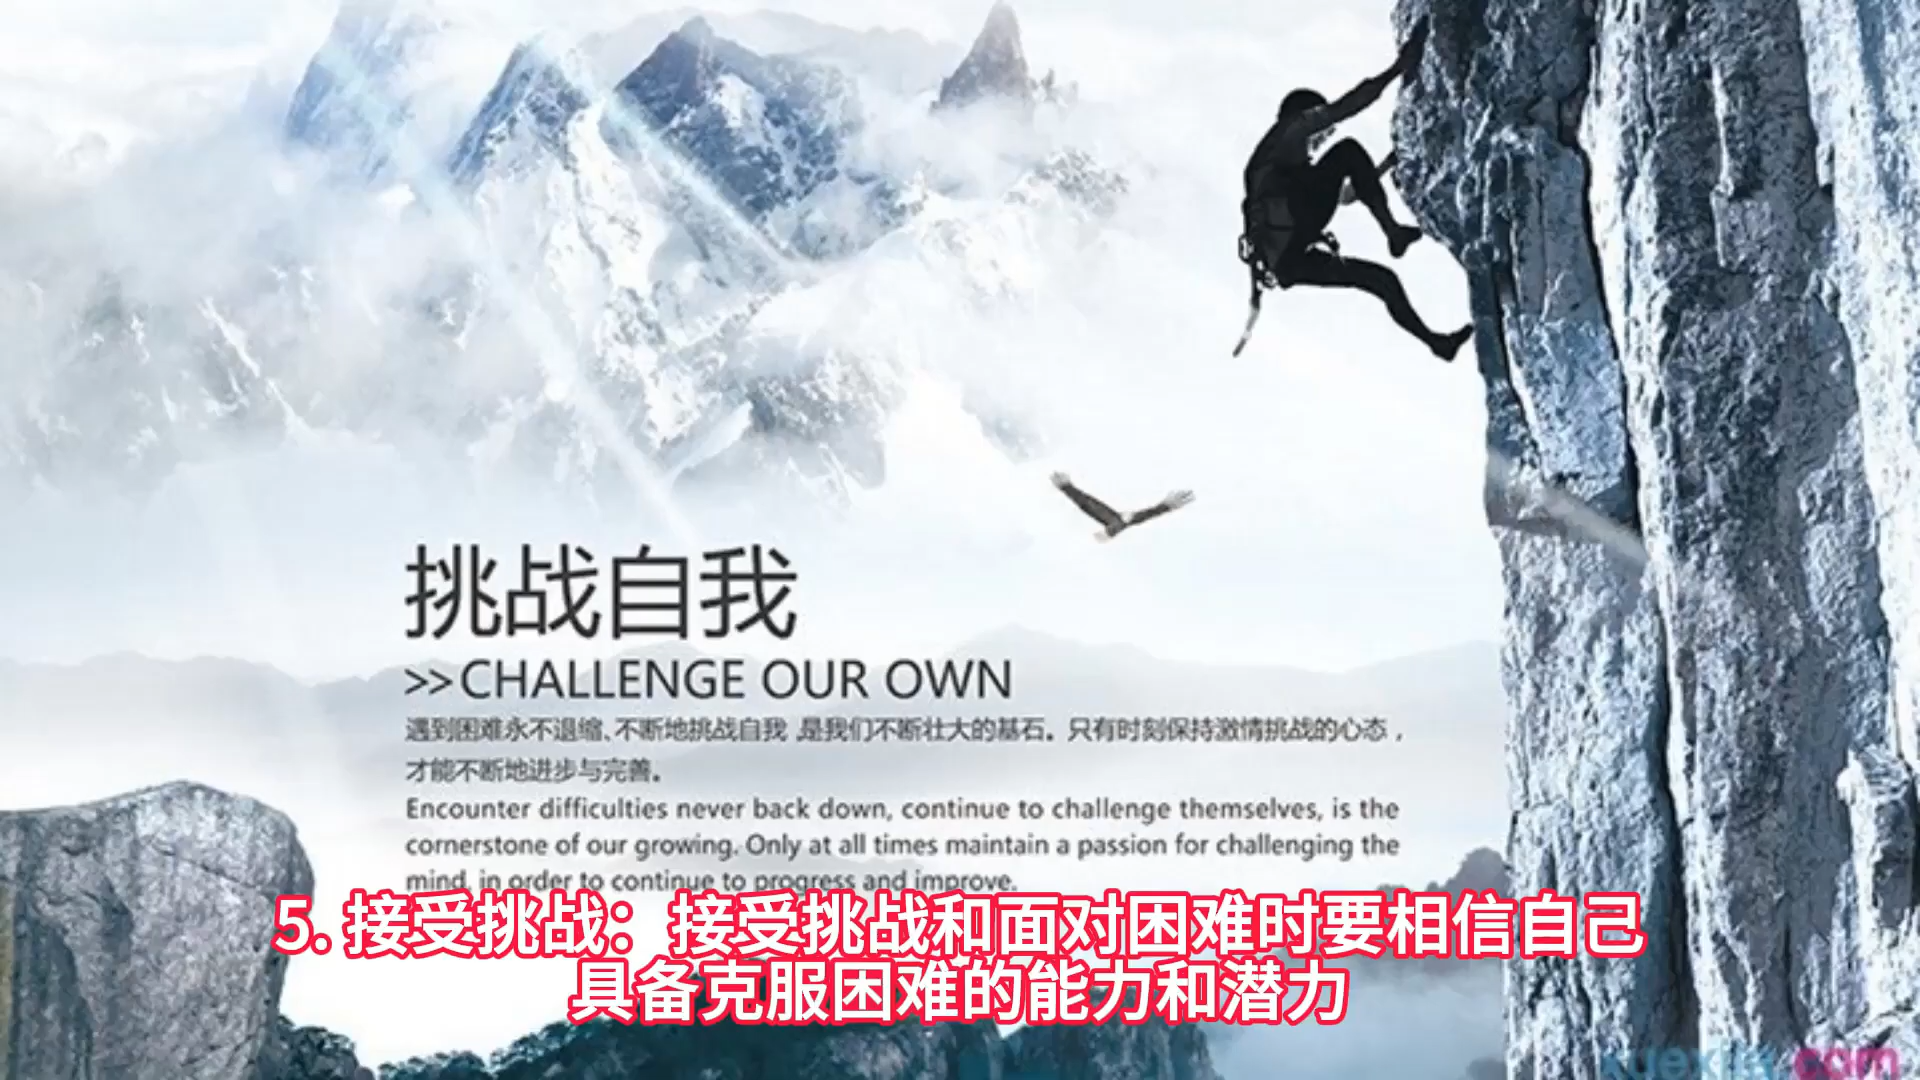 挑战自我
>>CHALLENGE OUR OWN
遇到困难永不退缩、不断地挑战自我，是我们不断壮大的基石。只有时刻保持激情挑战的心态，
才能不断地进步与完善。
Encounter difficulties never back down, continue to challenge themselves, is the
cornerstone of our growing. Only at all times maintain a passion for challenging the
mind, in order to continue to progress and improve.
5. 接受挑战：接受挑战和面对困难时要相信自己
具备克服困难的能力和潜力